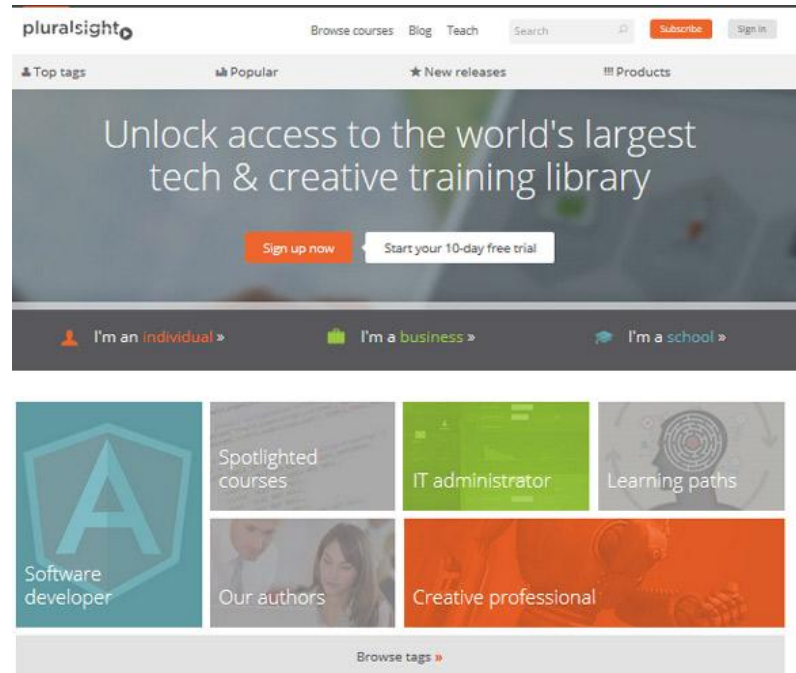 pluralsight
Browse courses Blog Teach Search Subscribe Sign in
Top tags Popular New releases Products
Unlock access to the world's largest
tech & creative training library
Sign up now Start your 10-day free trial
I'm an individual » I'm a business » I'm a school »
Software
developer
Spotlighted
courses
IT administrator
Learning paths
Our authors
Creative professional
Browse tags »